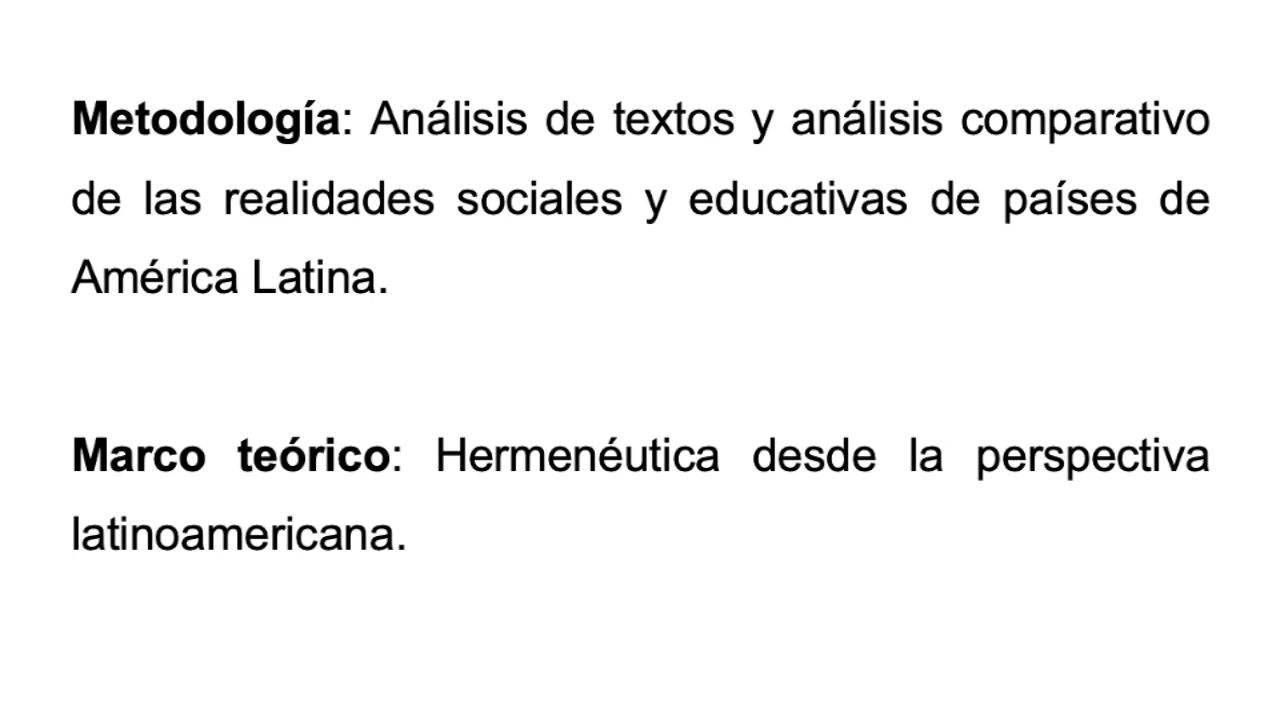 Metodología: Análisis de textos y análisis comparativo
de las realidades sociales y educativas de países de
América Latina.
Marco teórico: Hermenéutica desde la perspectiva
latinoamericana.